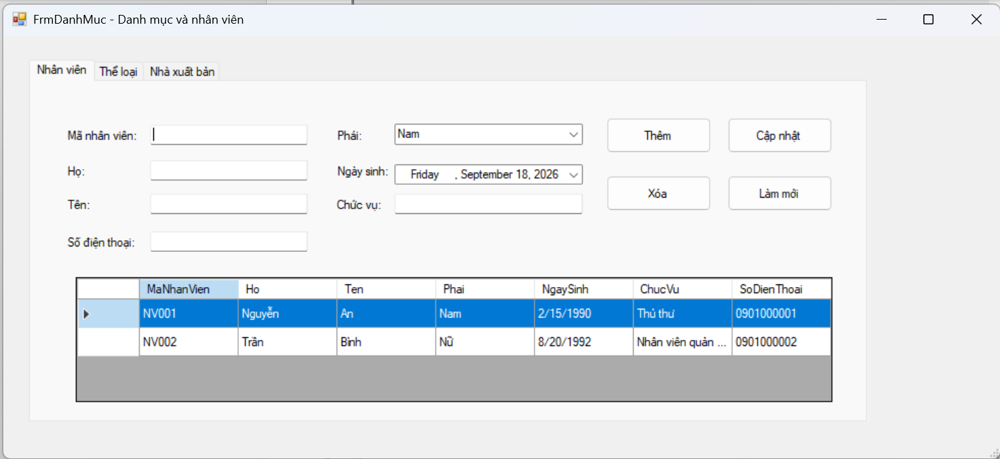 FrmDanhMuc - Danh mục và nhân viên
Nhân viên Thể loại Nhà xuất bản
Mã nhân viên: Phái: Nam Thêm Cập nhật
Họ: Ngày sinh: Friday , September 18, 2026
Tên: Chức vụ: Xóa Làm mới
Số điện thoại:
MaNhanVien Ho Ten Phai NgaySinh ChucVu SoDienThoai
NV001 Nguyễn An Nam 2/15/1990 Thủ thư 0901000001
NV002 Trần Bình Nữ 8/20/1992 Nhân viên quản ... 0901000002